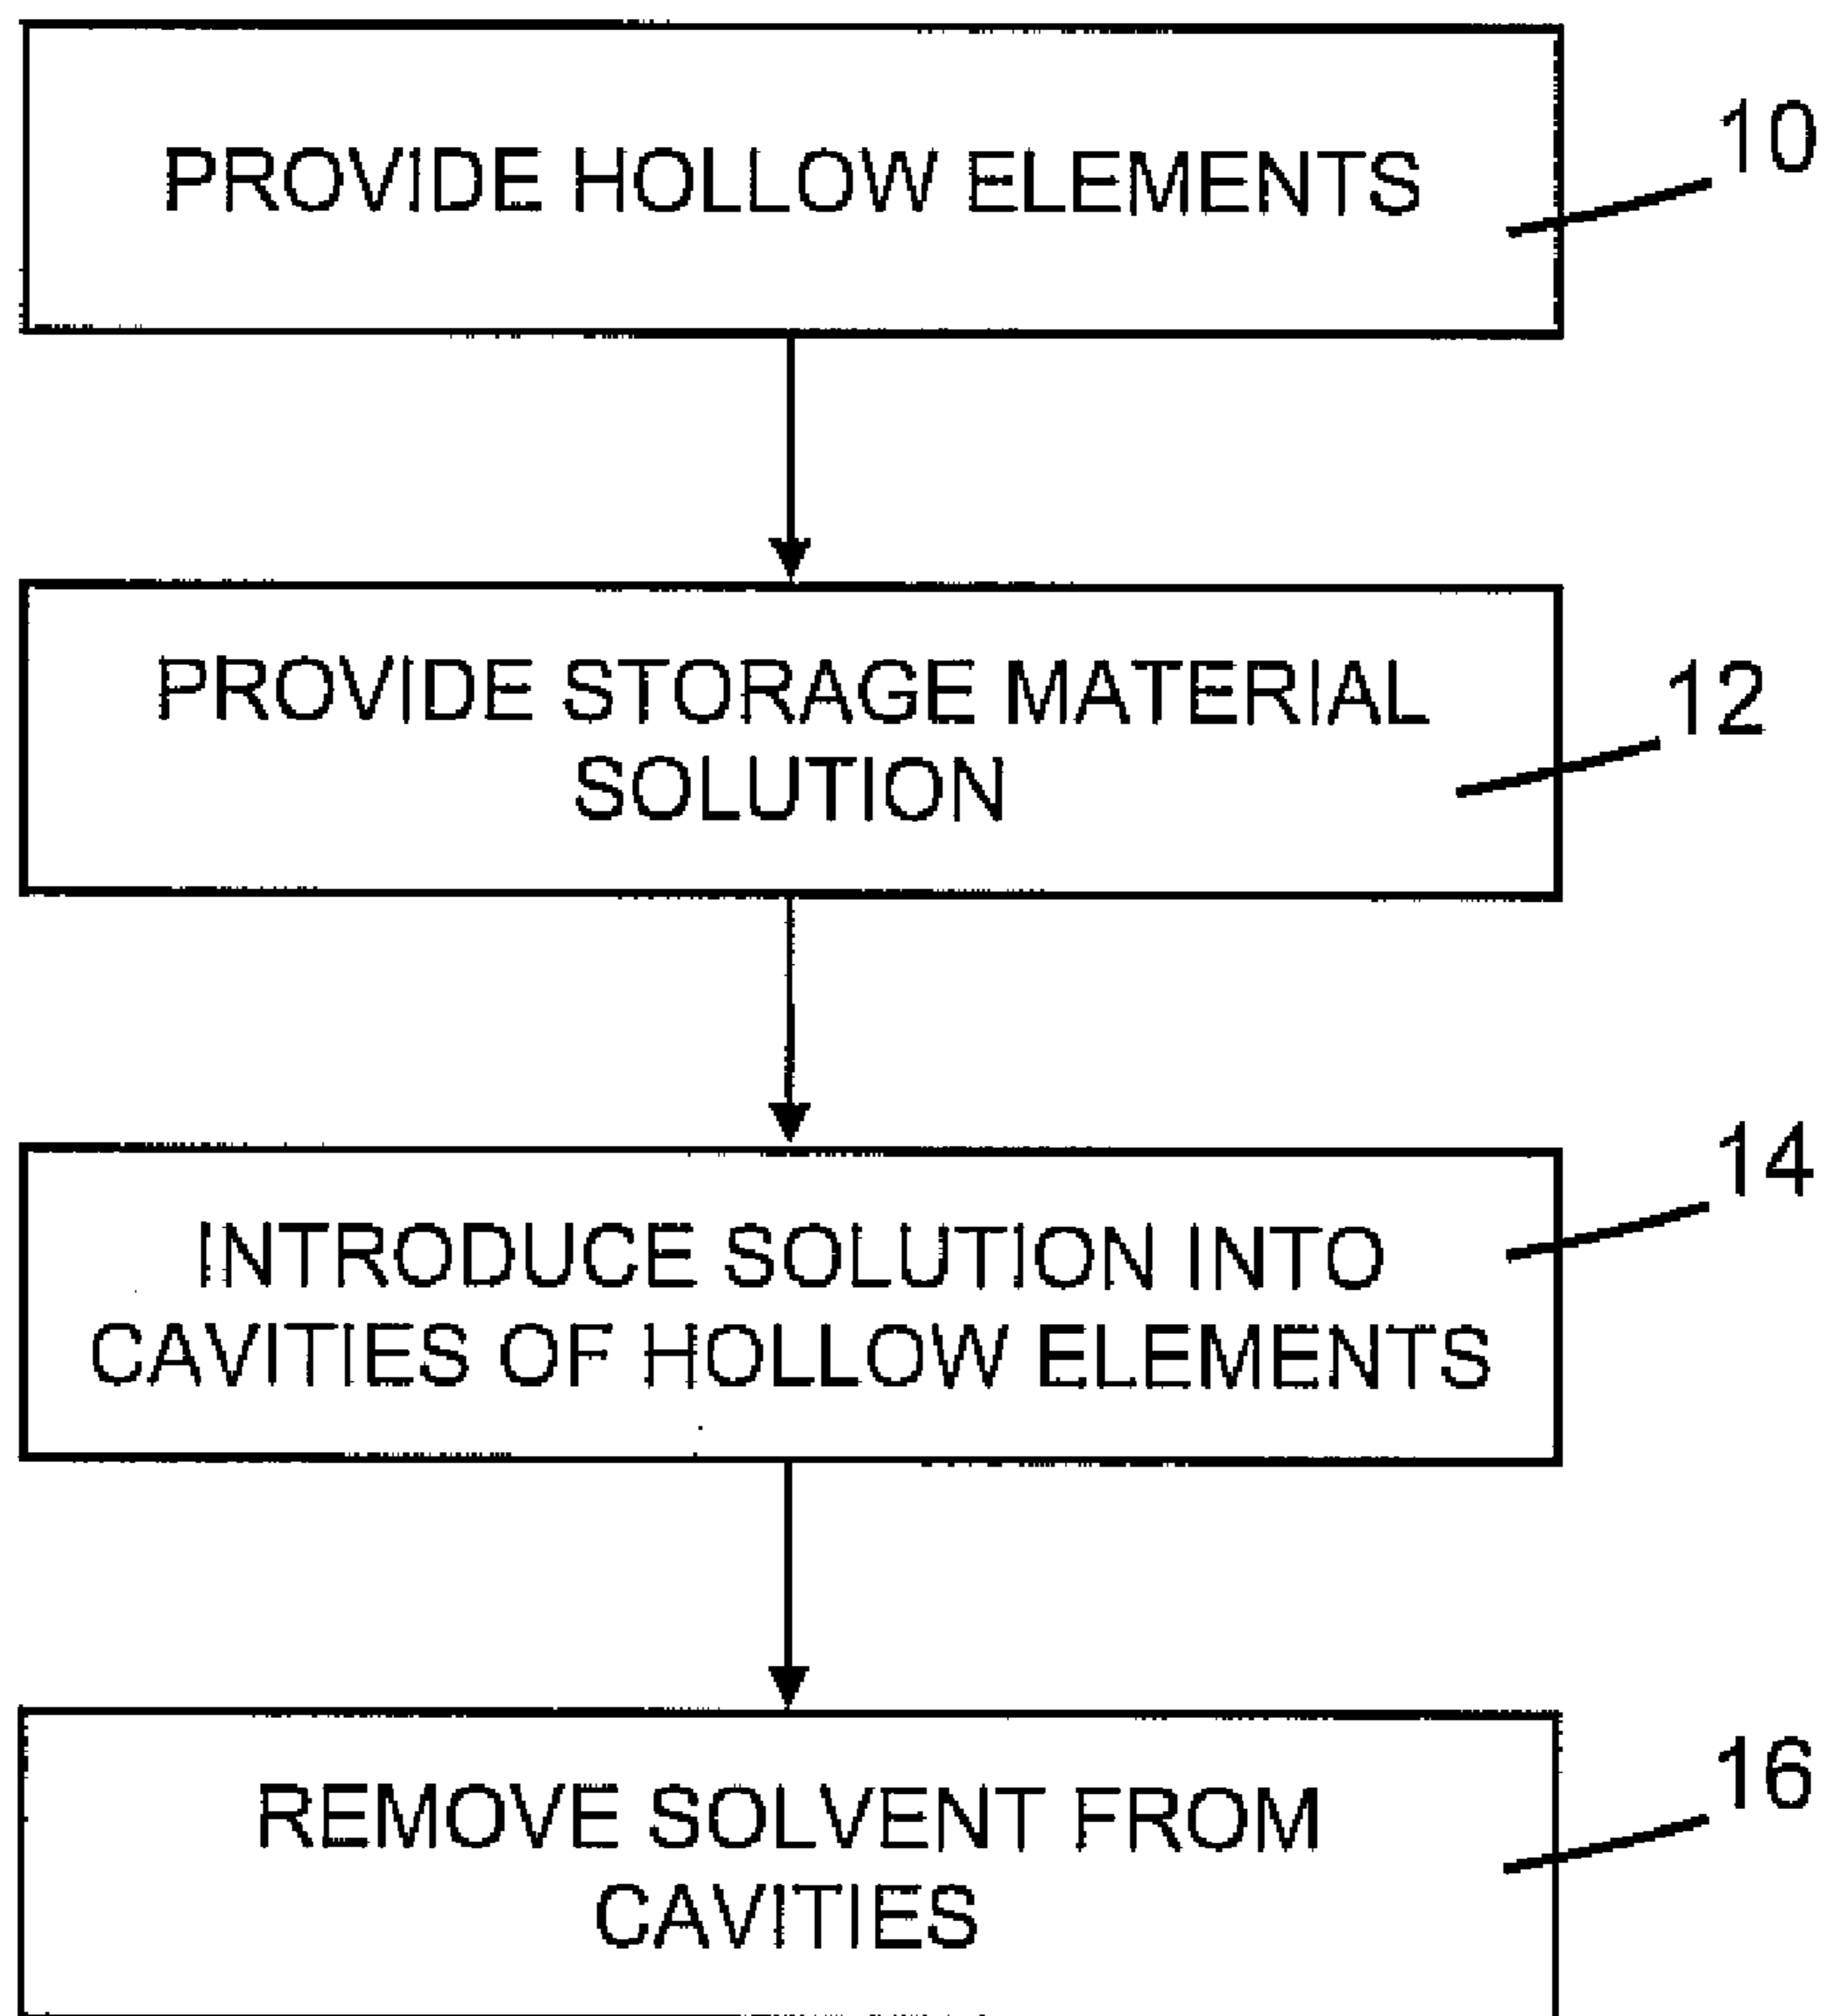 PROVIDE HOLLOW ELEMENTS
10
PROVIDE STORAGE MATERIAL
SOLUTION
12
INTRODUCE SOLUTION INTO
CAVITIES OF HOLLOW ELEMENTS
14
REMOVE SOLVENT FROM
CAVITIES
16